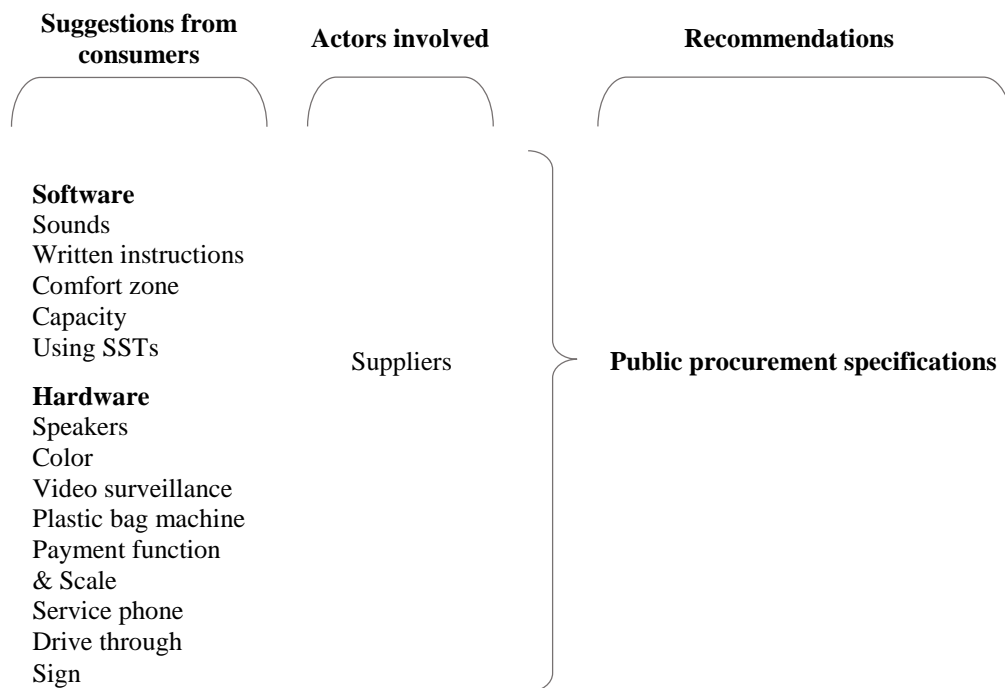 Suggestions from
consumers
Actors involved
Recommendations
Software
Sounds
Written instructions
Comfort zone
Capacity
Using SSTs
Hardware
Speakers
Color
Video surveillance
Plastic bag machine
Payment function
& Scale
Service phone
Drive through
Sign
Suppliers
Public procurement specifications